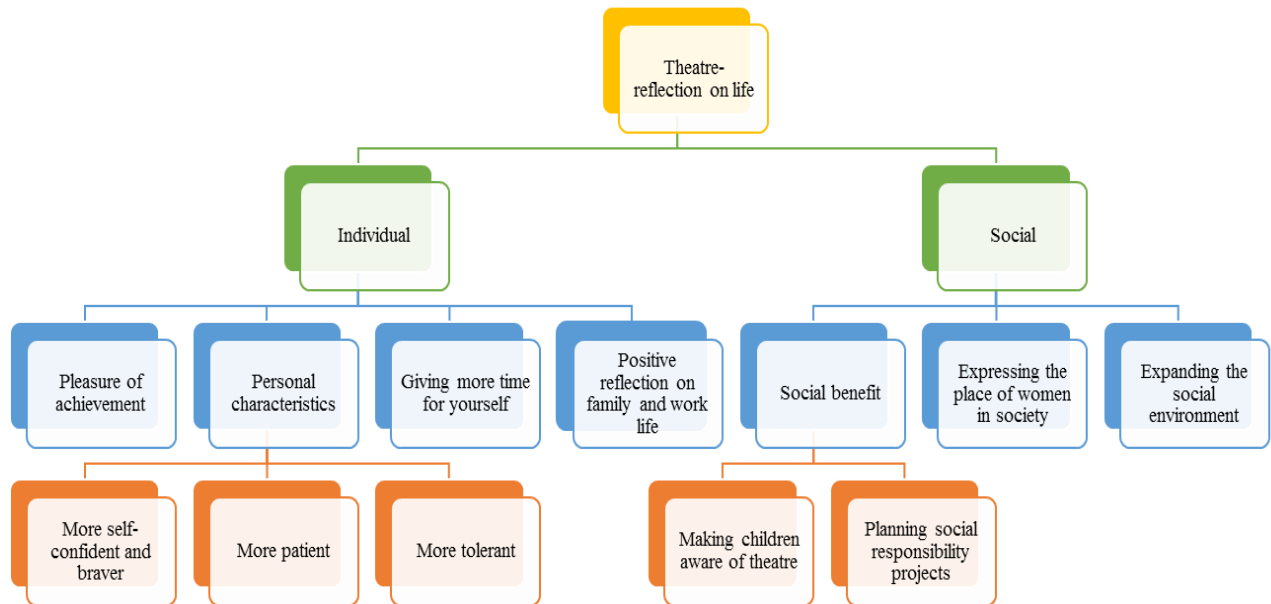 Theatre-
reflection on life
Individual
Social
Pleasure of
achievement
Personal
characteristics
Giving more time
for yourself
Positive
reflection on
family and work
life
Social benefit
Expressing the
place of women
in society
Expanding the
social
environment
More self-
confident and
braver
More patient
More tolerant
Making children
aware of theatre
Planning social
responsibility
projects